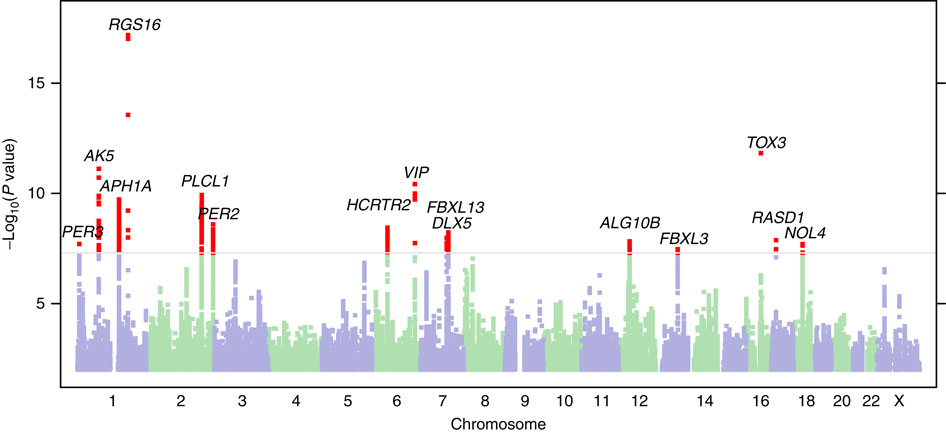 RGS16
15
AK5
TOX3
VIP
APH1A
PLCL1
10
HCRTR2
FBXL13
PER2
DLX5
RASD1
ALG10B
PER3
FBXL3
NOL4
5
−Log10(P value)
1 2 3 4 5 6 7 8 9 10 11 12 14 16 18 20 22 X
Chromosome